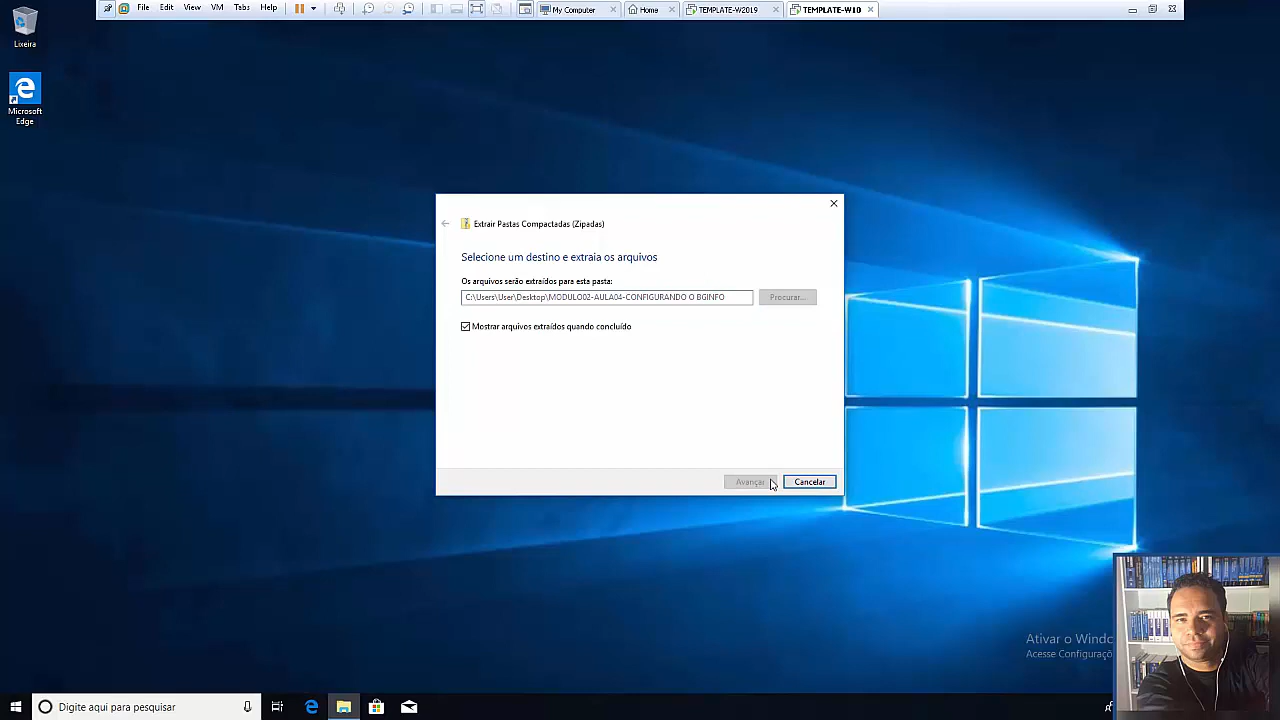 File Edit View VM Tabs Help
My Computer
Home
TEMPLATE-W2019
TEMPLATE-W10
Lixeira
Microsoft
Edge
Extrair Pastas Compactadas (Zipadas)
Selecione um destino e extraia os arquivos
Os arquivos serão extraídos para esta pasta:
C:\Users\User\Desktop\MODULO02-AULA04-CONFIGURANDO O BGINFO
Procurar...
Mostrar arquivos extraídos quando concluído
Avançar
Cancelar
Ativar o Windo
Acesse Configuraçõ
Digite aqui para pesquisar